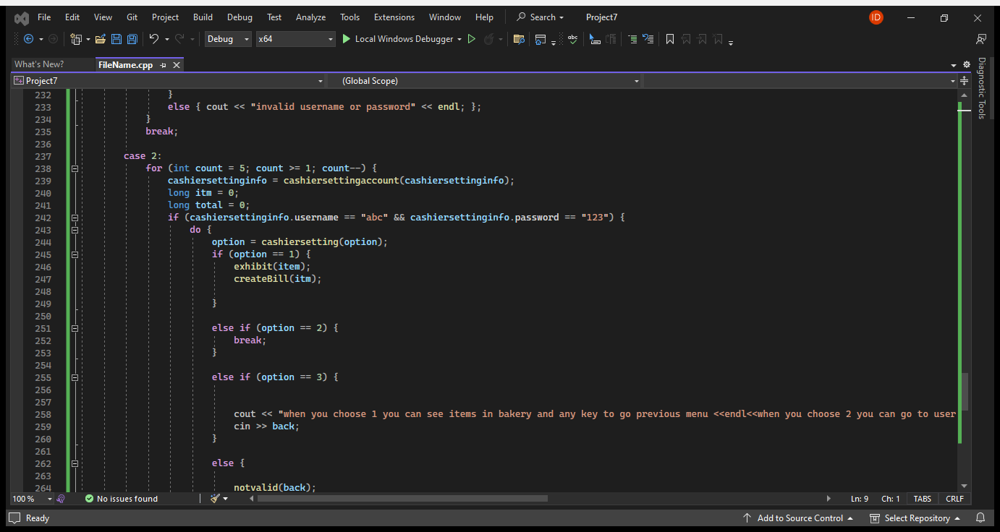 File Edit View Git Project Build Debug Test Analyze Tools Extensions Window Help Search Project7 ID
Debug x64 Local Windows Debugger abc
What's New? FileName.cpp
Project7 (Global Scope)
Diagnostic Tools
232 }
233 else { cout << "invalid username or password" << endl; };
234 }
235 break;
236
237 case 2:
238 for (int count = 5; count >= 1; count--) {
239 cashiersettinginfo = cashiersettingaccount(cashiersettinginfo);
240 long itm = 0;
241 long total = 0;
242 if (cashiersettinginfo.username == "abc" && cashiersettinginfo.password == "123") {
243 do {
244 option = cashiersetting(option);
245 if (option == 1) {
246 exhibit(item);
247 createBill(itm);
248
249 }
250
251 else if (option == 2) {
252 break;
253 }
254
255 else if (option == 3) {
256
257
258 cout << "when you choose 1 you can see items in bakery and any key to go previous menu <<endl<<when you choose 2 you can go to user
259 cin >> back;
260 }
261
262 else {
263
264 notvalid(back);
100 % No issues found Ln: 9 Ch: 1 TABS CRLF
Ready Add to Source Control Select Repository